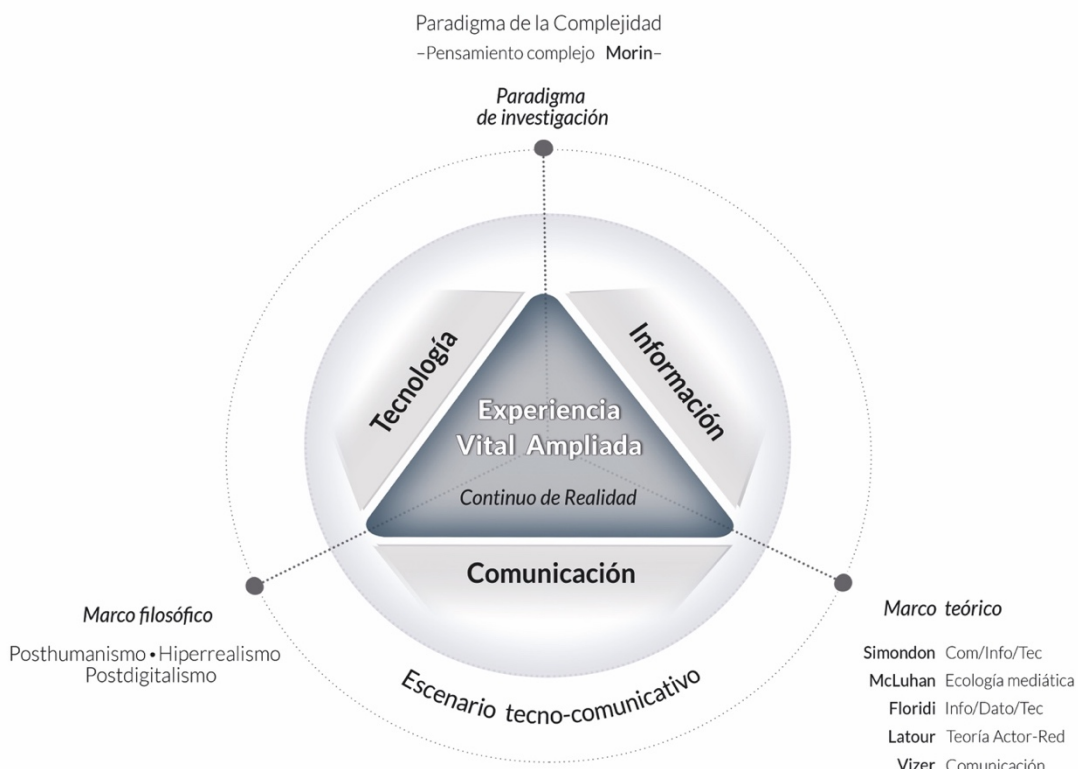 Paradigma de la Complejidad
–Pensamiento complejo Morin–
Paradigma
de investigación
Tecnología
Información
Experiencia
Vital Ampliada
Continuo de Realidad
Comunicación
Escenario tecno-comunicativo
Marco filosófico
Posthumanismo • Hiperrealismo
Postdigitalismo
Marco teórico
Simondon Com/Info/Tec
McLuhan Ecología mediática
Floridi Info/Dato/Tec
Latour Teoría Actor-Red
Vizer Comunicación